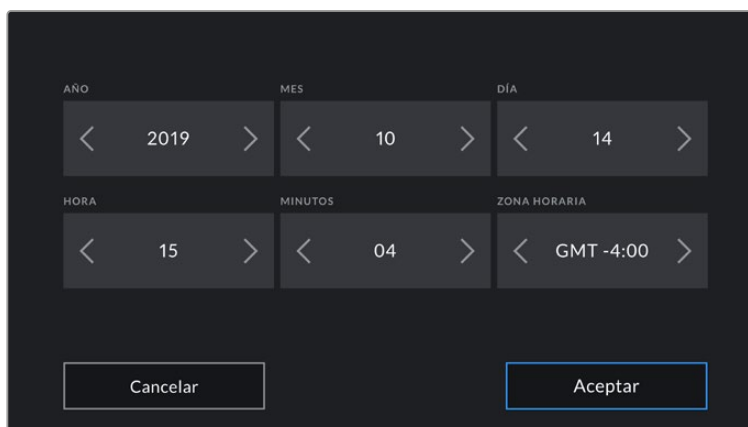 AÑO MES DÍA
2019 10 14
HORA MINUTOS ZONA HORARIA
15 04 GMT -4:00
Cancelar Aceptar